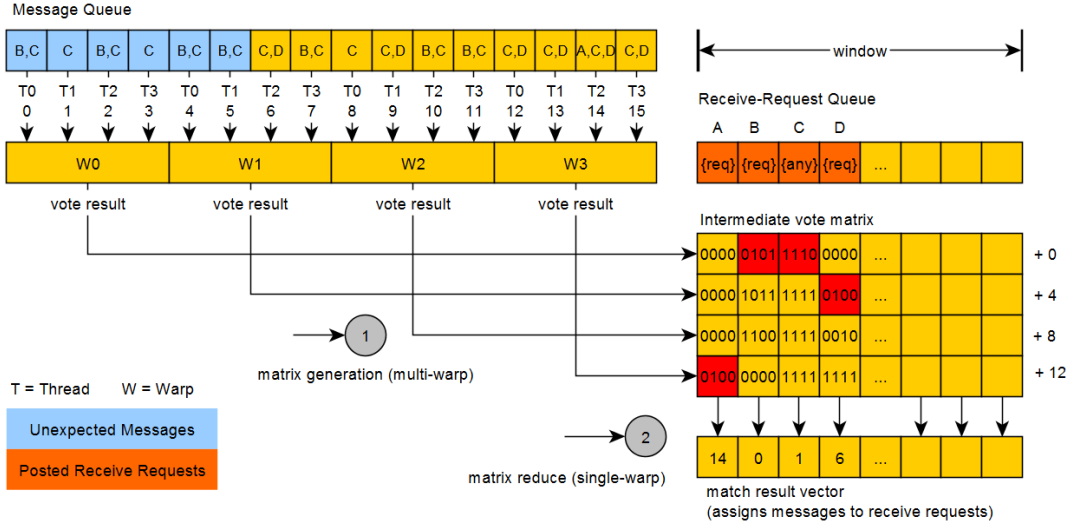 Message Queue
B,C C B,C C B,C B,C C,D B,C C C,D B,C B,C C,D C,D A,C,D C,D
T0 T1 T2 T3 T0 T1 T2 T3 T0 T1 T2 T3 T0 T1 T2 T3
0 1 2 3 4 5 6 7 8 9 10 11 12 13 14 15
W0 W1 W2 W3
vote result vote result vote result vote result
window
Receive-Request Queue
A B C D
{req} {req} {any} {req} ...
Intermediate vote matrix
0000 0101 1110 0000 ... + 0
0000 1011 1111 0100 ... + 4
0000 1100 1111 0010 ... + 8
0100 0000 1111 1111 ... + 12
1
matrix generation (multi-warp)
T = Thread W = Warp
Unexpected Messages
Posted Receive Requests
2
matrix reduce (single-warp)
14 0 1 6 ...
match result vector
(assigns messages to receive requests)